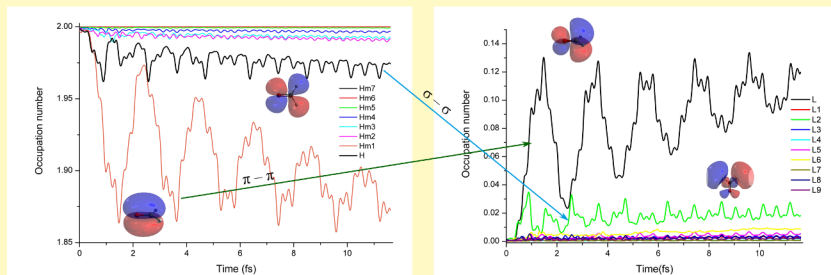 2.00
1.95
1.90
1.85
0 2 4 6 8 10
Occupation number
Time (fs)
Hm7
Hm6
Hm5
Hm4
Hm3
Hm2
Hm1
H
π – π
σ – σ
0.14
0.12
0.10
0.08
0.06
0.04
0.02
0.00
0 2 4 6 8 10
Occupation number
Time(fs)
L
L1
L2
L3
L4
L5
L6
L7
L8
L9